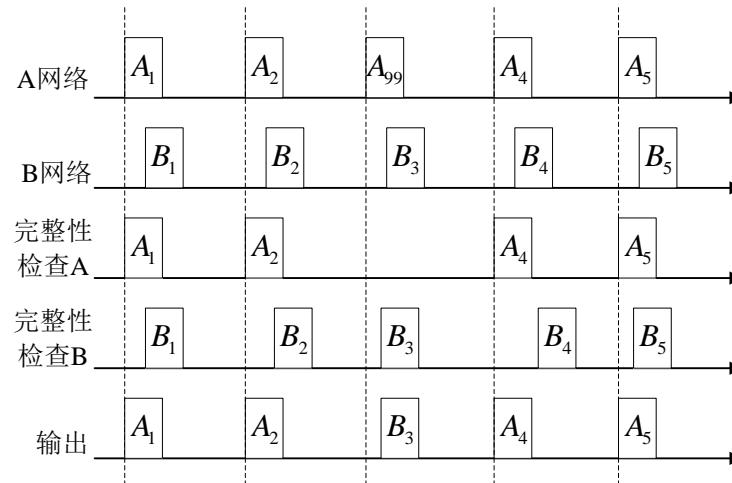 A网络
A₁ A₂ A₉₉ A₄ A₅
B网络
B₁ B₂ B₃ B₄ B₅
完整性
检查A
A₁ A₂ A₄ A₅
完整性
检查B
B₁ B₂ B₃ B₄ B₅
输出
A₁ A₂ B₃ A₄ A₅